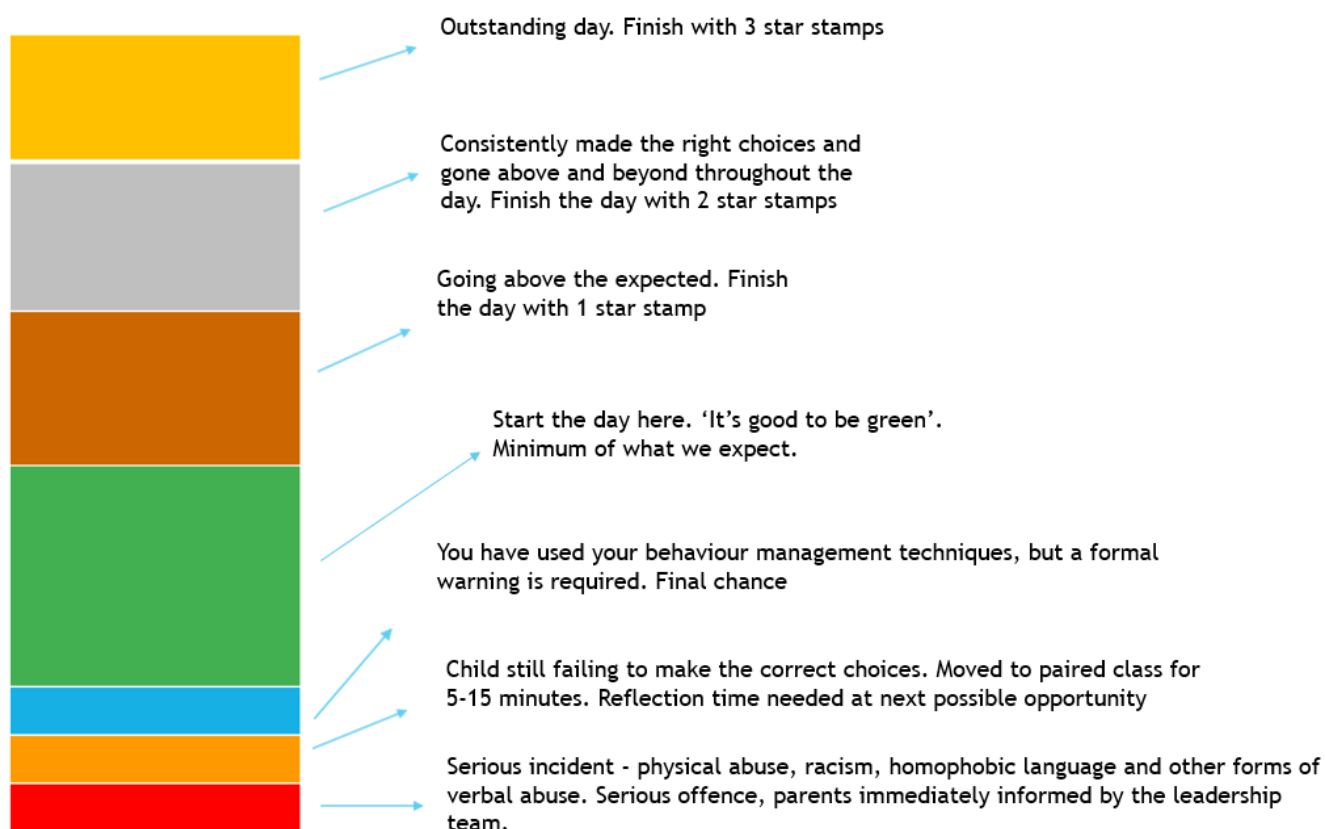 Outstanding day. Finish with 3 star stamps
Consistently made the right choices and
gone above and beyond throughout the
day. Finish the day with 2 star stamps
Going above the expected. Finish
the day with 1 star stamp
Start the day here. ‘It’s good to be green’.
Minimum of what we expect.
You have used your behaviour management techniques, but a formal
warning is required. Final chance
Child still failing to make the correct choices. Moved to paired class for
5-15 minutes. Reflection time needed at next possible opportunity
Serious incident - physical abuse, racism, homophobic language and other forms of
verbal abuse. Serious offence, parents immediately informed by the leadership
team.